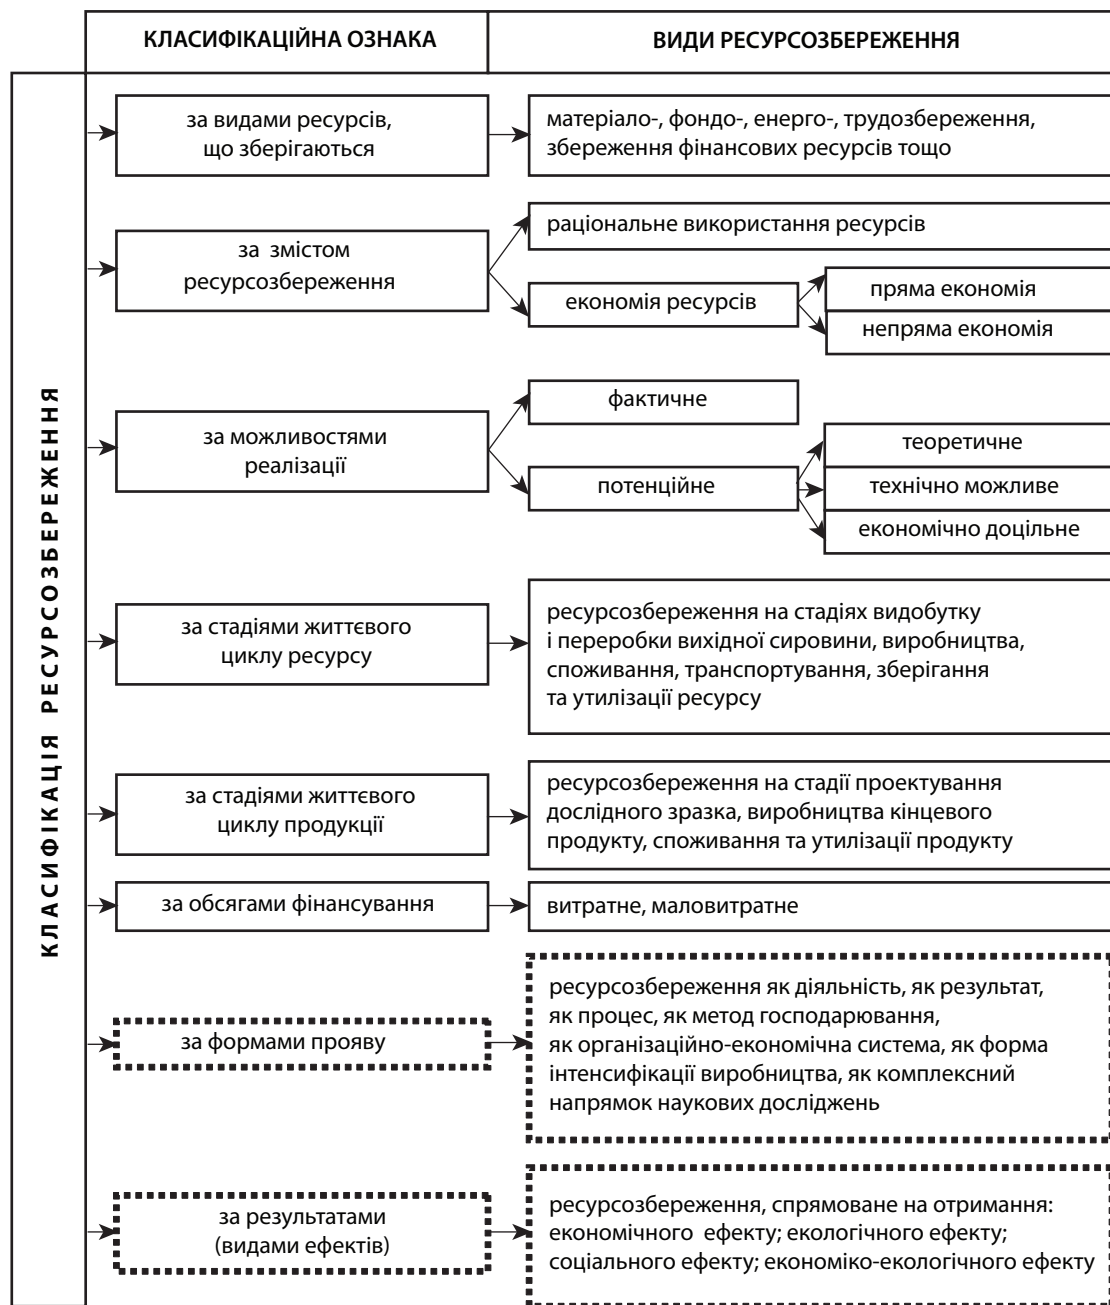 КЛАСИФІКАЦІЙНА ОЗНАКА
ВИДИ РЕСУРСОЗБЕРЕЖЕННЯ
КЛАСИФІКАЦІЯ РЕСУРСОЗБЕРЕЖЕННЯ
за видами ресурсів,
що зберігаються
матеріало-, фондо-, енерго-, трудозбереження,
збереження фінансових ресурсів тощо
за змістом
ресурсозбереження
раціональне використання ресурсів
економія ресурсів
пряма економія
непряма економія
за можливостями
реалізації
фактичне
потенційне
теоретичне
технічно можливе
економічно доцільне
за стадіями життєвого
циклу ресурсу
ресурсозбереження на стадіях видобутку
і переробки вихідної сировини, виробництва,
споживання, транспортування, зберігання
та утилізації ресурсу
за стадіями життєвого
циклу продукції
ресурсозбереження на стадії проектування
дослідного зразка, виробництва кінцевого
продукту, споживання та утилізації продукту
за обсягами фінансування
витратне, маловитратне
за формами прояву
ресурсозбереження як діяльність, як результат,
як процес, як метод господарювання,
як організаційно-економічна система, як форма
інтенсифікації виробництва, як комплексний
напрямок наукових досліджень
за результатами
(видами ефектів)
ресурсозбереження, спрямоване на отримання:
економічного ефекту; екологічного ефекту;
соціального ефекту; економіко-екологічного ефекту